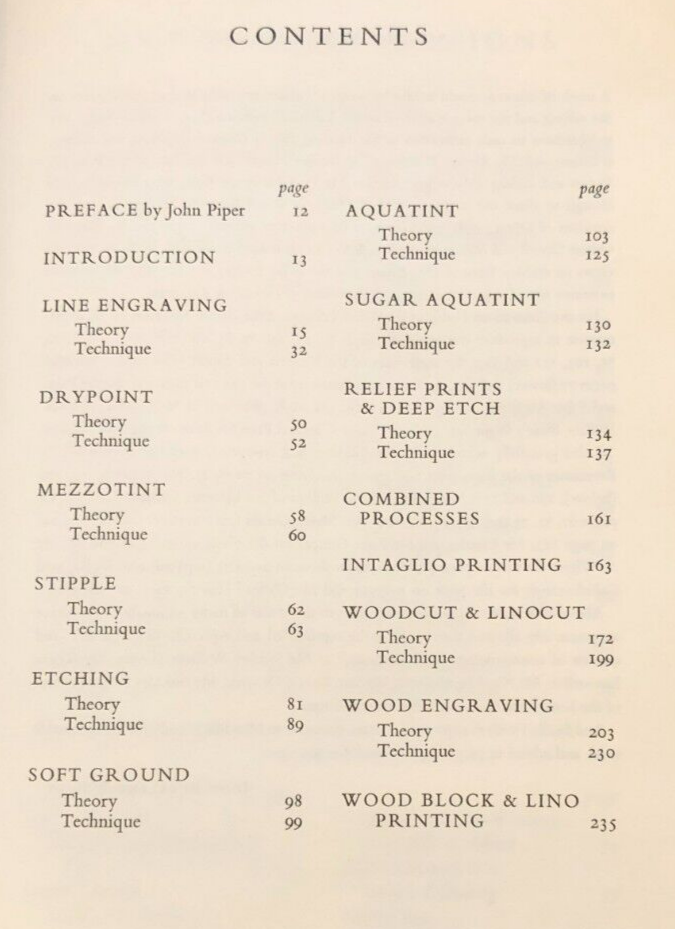 CONTENTS
page
PREFACE by John Piper 12
INTRODUCTION 13
LINE ENGRAVING
Theory 15
Technique 32
DRYPOINT
Theory 50
Technique 52
MEZZOTINT
Theory 58
Technique 60
STIPPLE
Theory 62
Technique 63
ETCHING
Theory 81
Technique 89
SOFT GROUND
Theory 98
Technique 99
page
AQUATINT
Theory 103
Technique 125
SUGAR AQUATINT
Theory 130
Technique 132
RELIEF PRINTS
& DEEP ETCH
Theory 134
Technique 137
COMBINED
PROCESSES 161
INTAGLIO PRINTING 163
WOODCUT & LINOCUT
Theory 172
Technique 199
WOOD ENGRAVING
Theory 203
Technique 230
WOOD BLOCK & LINO
PRINTING 235